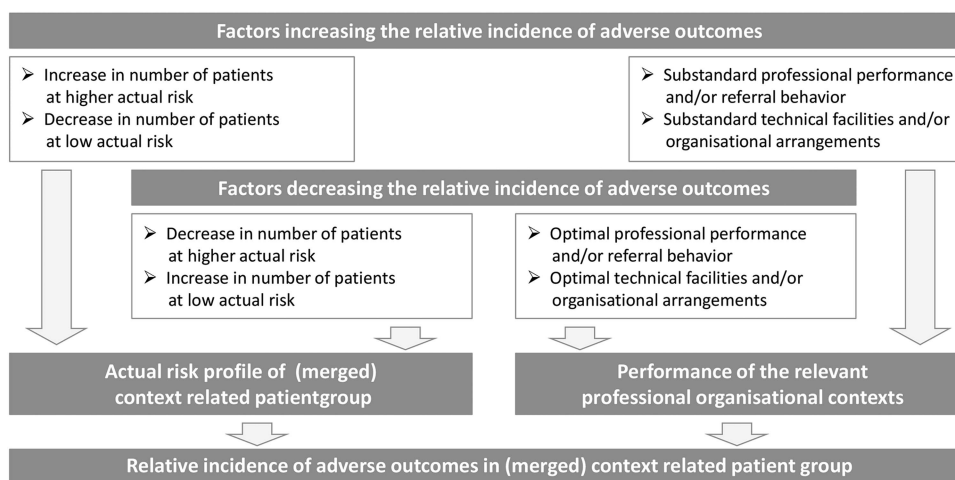 Factors increasing the relative incidence of adverse outcomes
➢ Increase in number of patients
at higher actual risk
➢ Decrease in number of patients
at low actual risk
➢ Substandard professional performance
and/or referral behavior
➢ Substandard technical facilities and/or
organisational arrangements
Factors decreasing the relative incidence of adverse outcomes
➢ Decrease in number of patients
at higher actual risk
➢ Increase in number of patients
at low actual risk
➢ Optimal professional performance
and/or referral behavior
➢ Optimal technical facilities and/or
organisational arrangements
Actual risk profile of (merged)
context related patientgroup
Performance of the relevant
professional organisational contexts
Relative incidence of adverse outcomes in (merged) context related patient group